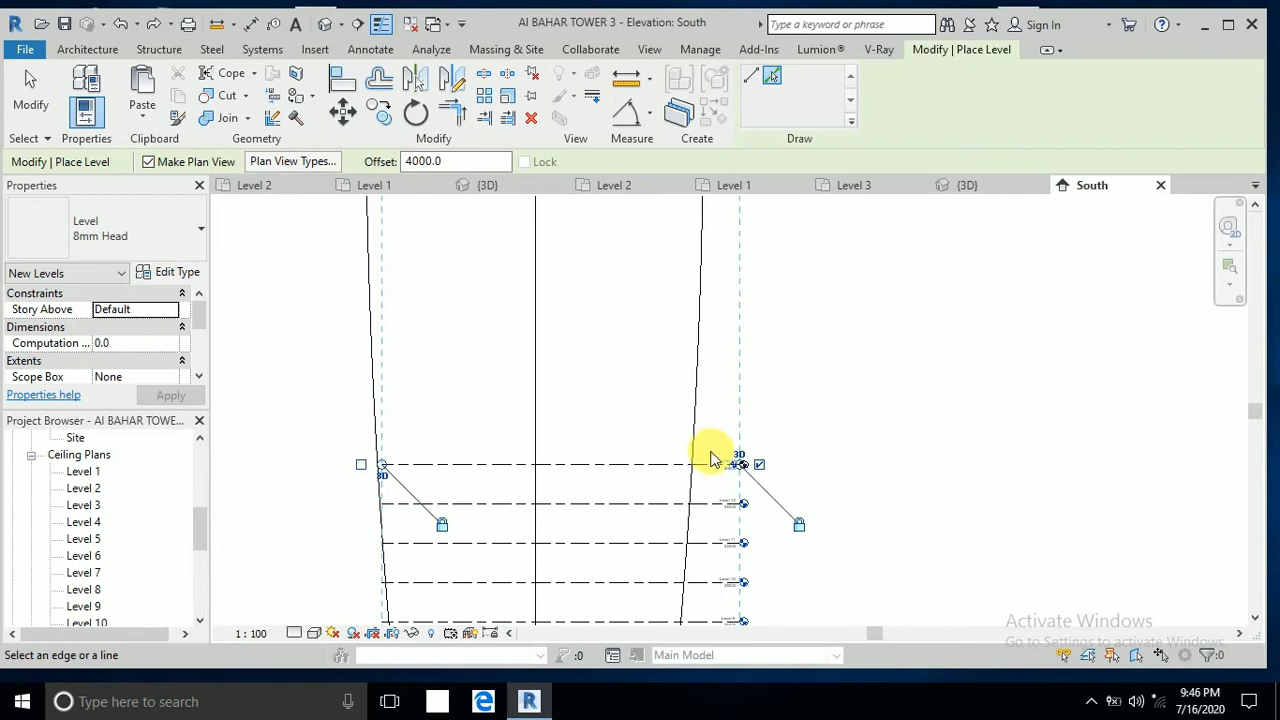 AI BAHAR TOWER 3 - Elevation: South
Type a keyword or phrase
Sign In
File Architecture Structure Steel Systems Insert Annotate Analyze Massing & Site Collaborate View Manage Add-Ins Lumion® V-Ray Modify | Place Level
Modify
Paste
Cope
Cut
Join
Select Properties Clipboard Geometry Modify View Measure Create Draw
Modify | Place Level Make Plan View Plan View Types... Offset: 4000.0 Lock
Properties
Level 2 Level 1 {3D} Level 2 Level 1 Level 3 {3D} South
Level
8mm Head
New Levels Edit Type
Constraints
Story Above Default
Dimensions
Computation ... 0.0
Extents
Scope Box None
Properties help Apply
Project Browser - AI BAHAR TOWE...
Site
Ceiling Plans
Level 1
Level 2
Level 3
Level 4
Level 5
Level 6
Level 7
Level 8
Level 9
Level 10
3D
3D
2D
1 : 100
Activate Windows
Go to Settings to activate Windows.
Select an edge or a line
:0
Main Model
:0
Type here to search
9:46 PM
7/16/2020